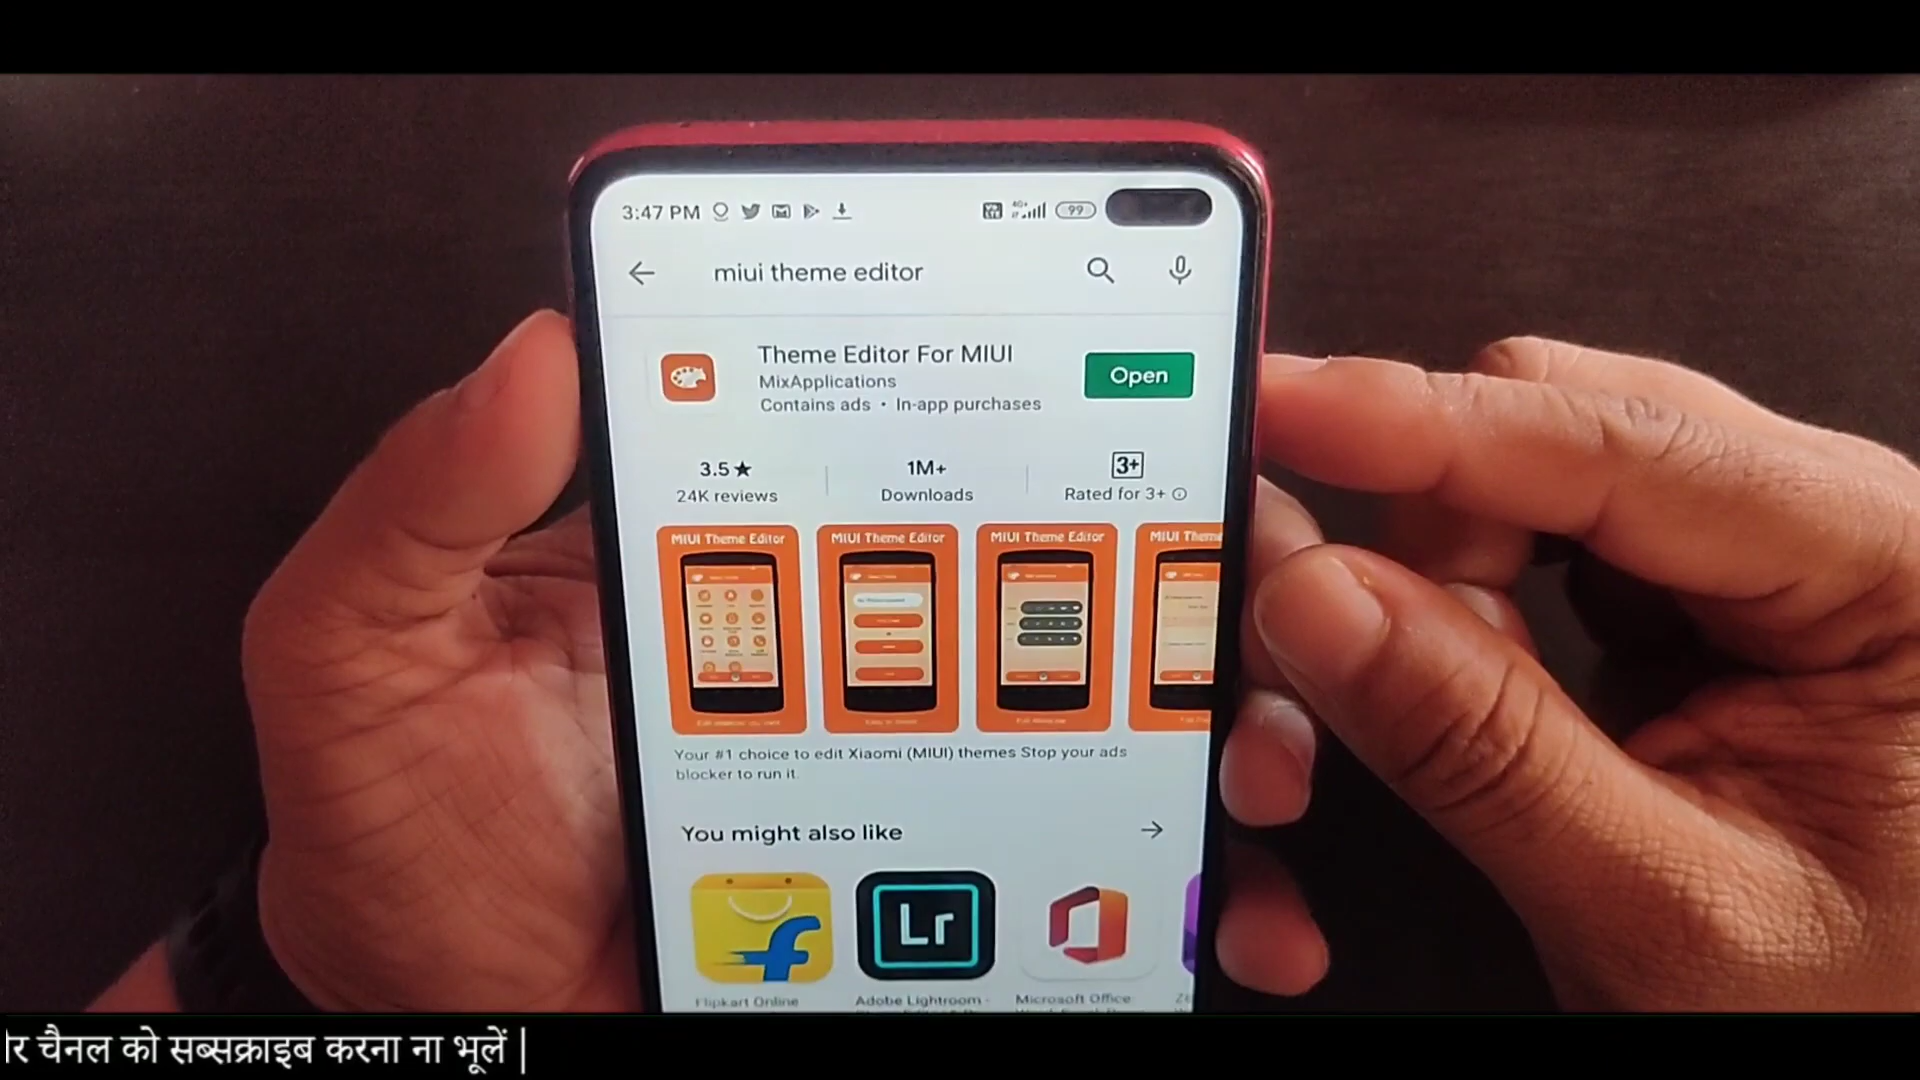 3:47 PM
99
miui theme editor
Theme Editor For MIUI
MixApplications
Contains ads • In-app purchases
Open
3.5★
24K reviews
1M+
Downloads
3+
Rated for 3+
MIUI Theme Editor
MIUI Theme Editor
MIUI Theme Editor
MIUI Theme
Your #1 choice to edit Xiaomi (MIUI) themes Stop your ads
blocker to run it.
You might also like
Lr
Flipkart Online
Adobe Lightroom -
Microsoft Office
र चैनल को सब्सक्राइब करना ना भूलें |